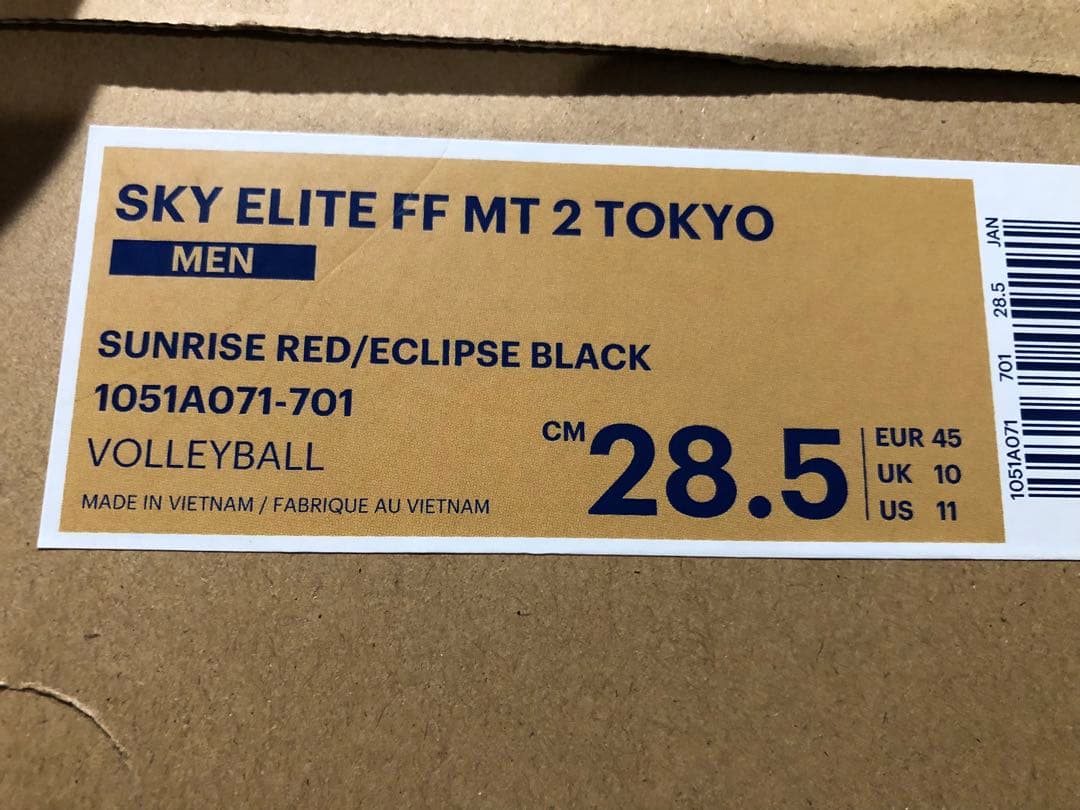 SKY ELITE FF MT 2 TOKYO
MEN
SUNRISE RED/ECLIPSE BLACK
1051A071-701
VOLLEYBALL
MADE IN VIETNAM / FABRIQUE AU VIETNAM
CM 28.5
EUR 45
UK 10
US 11
1051A071 701 28.5 JAN